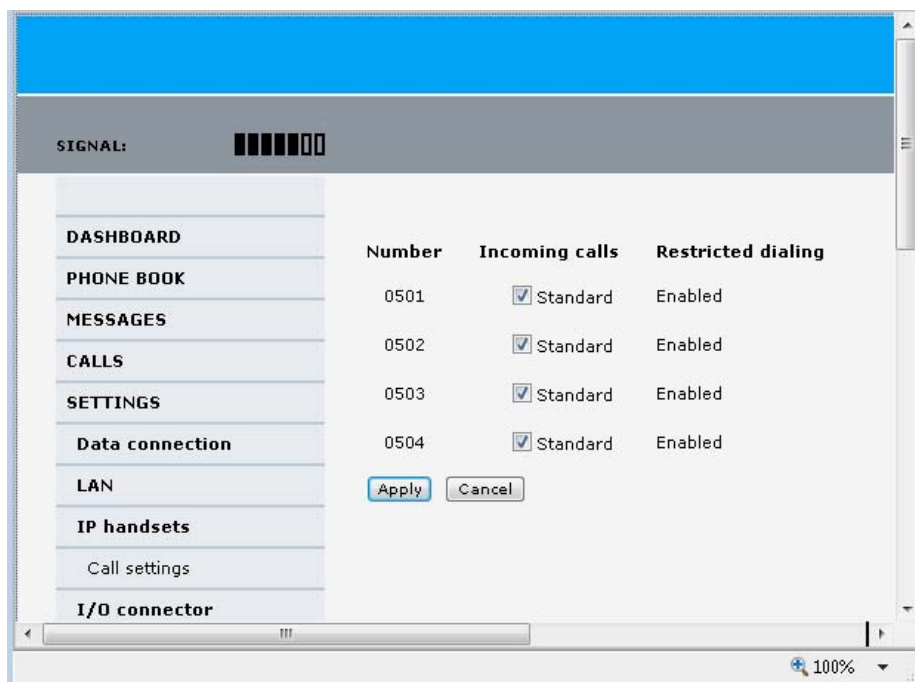 SIGNAL:
DASHBOARD
PHONE BOOK
MESSAGES
CALLS
SETTINGS
Data connection
LAN
IP handsets
Call settings
I/O connector
Number Incoming calls Restricted dialing
0501 Standard Enabled
0502 Standard Enabled
0503 Standard Enabled
0504 Standard Enabled
Apply Cancel
100%